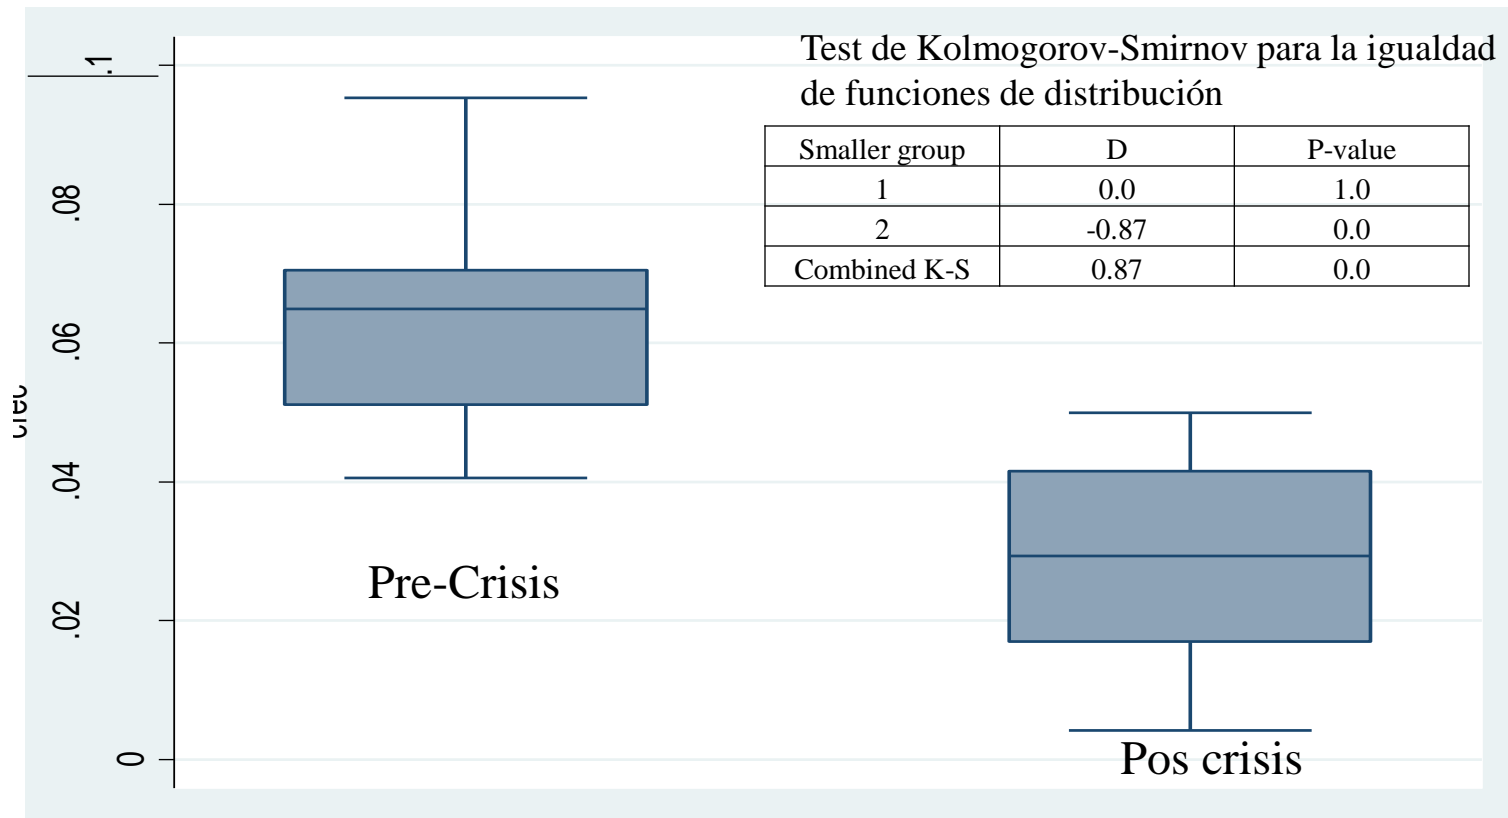 Test de Kolmogorov-Smirnov para la igualdad
de funciones de distribución
Smaller group D P-value
1 0.0 1.0
2 -0.87 0.0
Combined K-S 0.87 0.0
.1
.08
.06
.04
.02
0
Pre-Crisis
Pos crisis